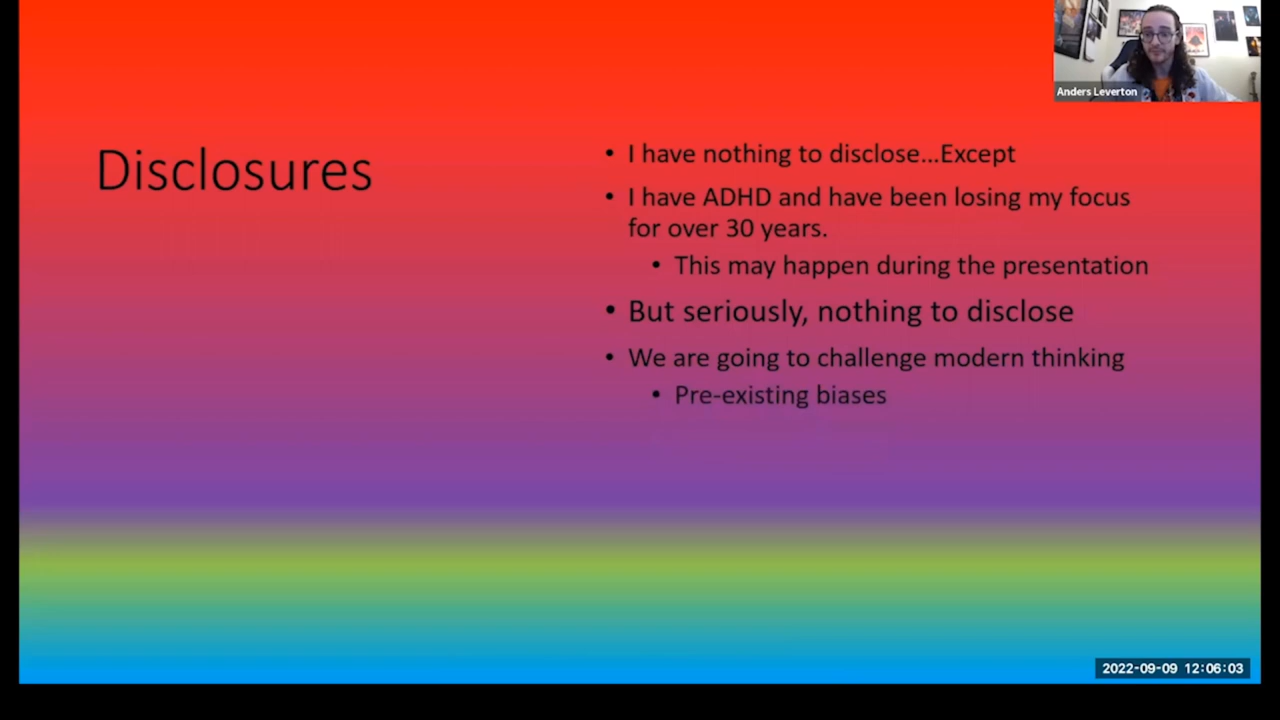 Anders Leverton
Disclosures
• I have nothing to disclose...Except
• I have ADHD and have been losing my focus
for over 30 years.
• This may happen during the presentation
• But seriously, nothing to disclose
• We are going to challenge modern thinking
• Pre-existing biases
2022-09-09 12:06:03